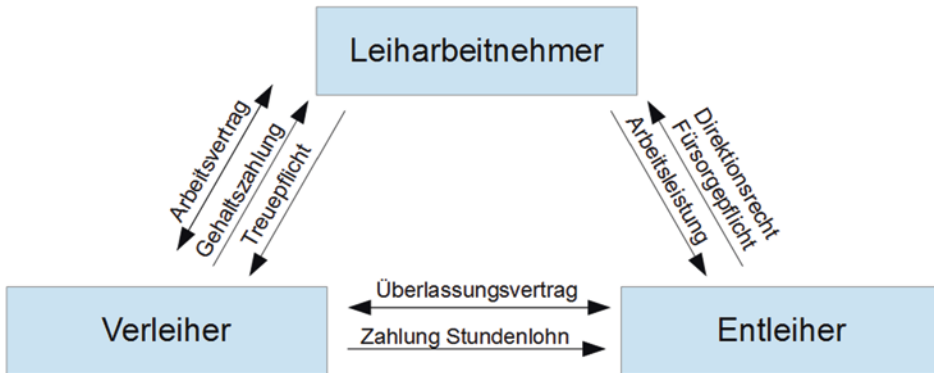 Leiharbeitnehmer
Arbeitsvertrag
Gehaltszahlung
Treuepflicht
Arbeitsleistung
Fürsorgepflicht
Direktionsrecht
Verleiher
Überlassungsvertrag
Zahlung Stundenlohn
Entleiher